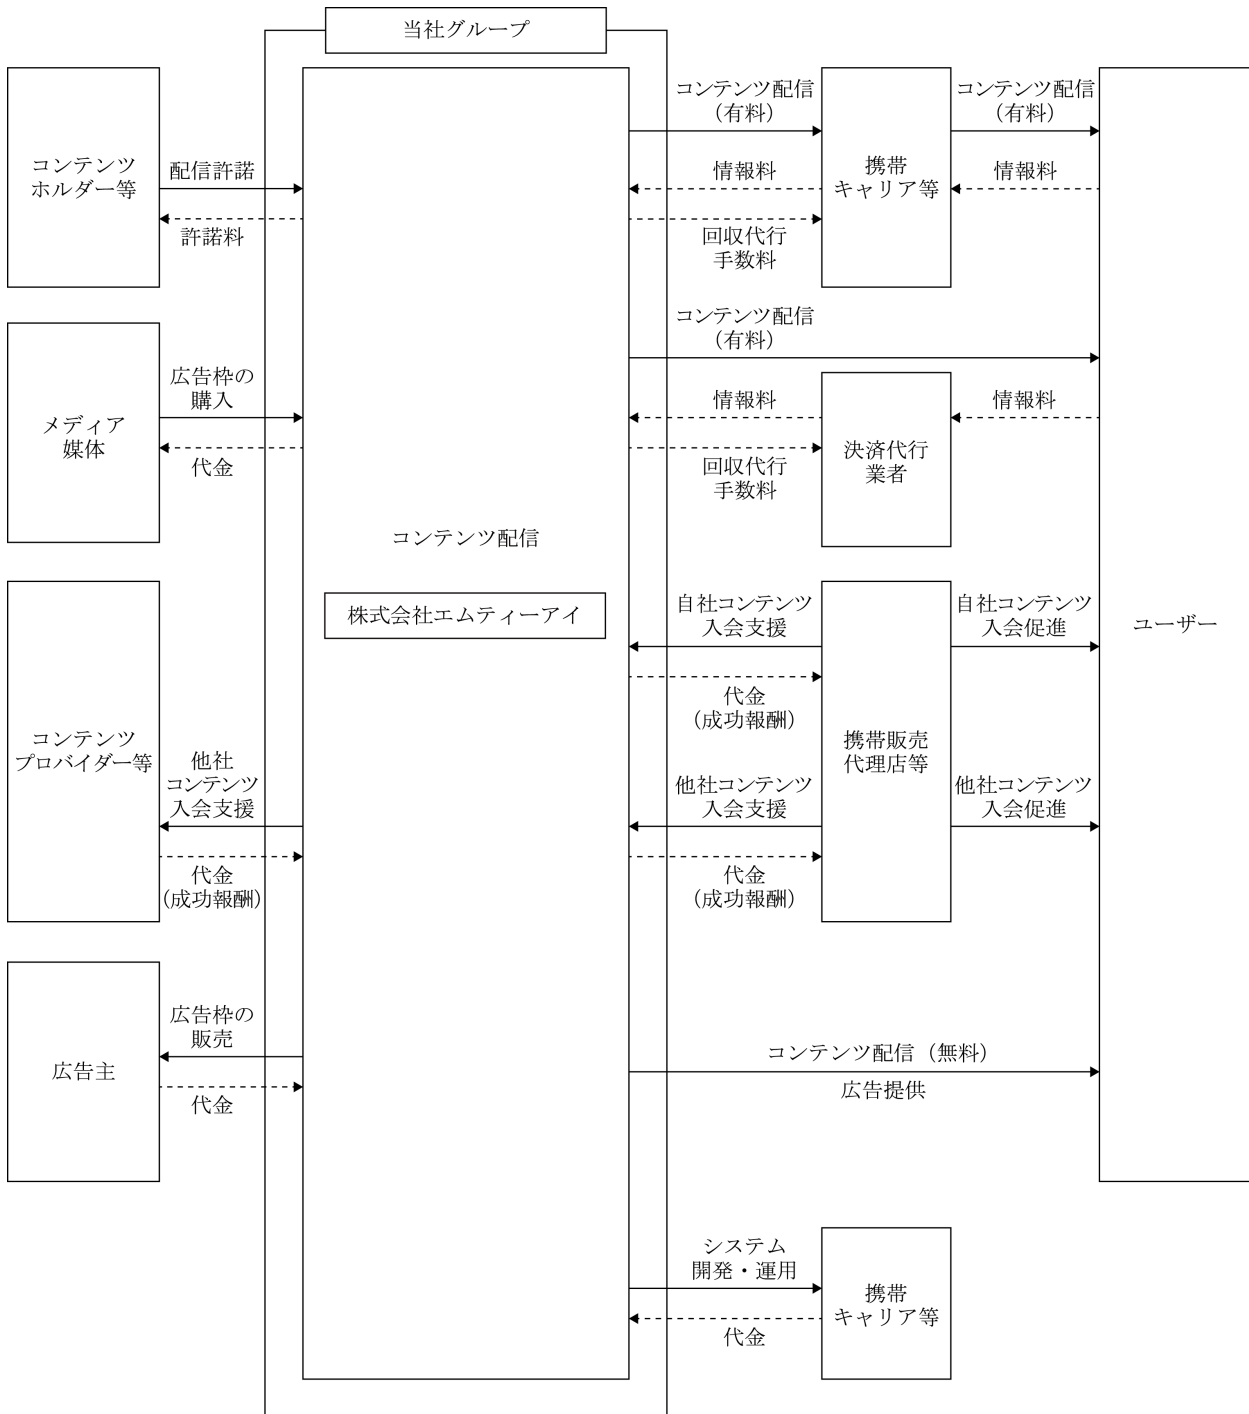 当社グループ
コンテンツ
ホルダー等
配信許諾
許諾料
コンテンツ配信
(有料)
情報料
回収代行
手数料
携帯
キャリア等
コンテンツ配信
(有料)
情報料
メディア
媒体
広告枠の
購入
代金
コンテンツ配信
(有料)
情報料
回収代行
手数料
決済代行
業者
情報料
コンテンツ配信
株式会社エムティーアイ
コンテンツ
プロバイダー等
他社
コンテンツ
入会支援
代金
(成功報酬)
自社コンテンツ
入会支援
代金
(成功報酬)
他社コンテンツ
入会支援
代金
(成功報酬)
携帯販売
代理店等
自社コンテンツ
入会促進
他社コンテンツ
入会促進
ユーザー
広告主
広告枠の
販売
代金
コンテンツ配信(無料)
広告提供
システム
開発・運用
代金
携帯
キャリア等